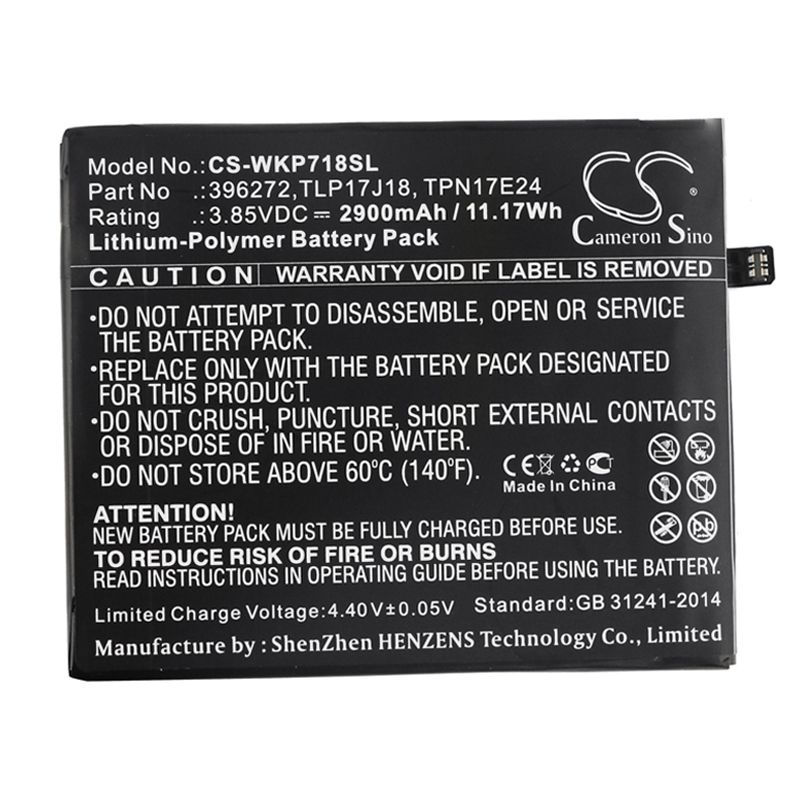 Model No.: CS-WKP718SL
Part No : 396272,TLP17J18, TPN17E24
Rating : 3.85VDC ⎓ 2900mAh / 11.17Wh
Lithium-Polymer Battery Pack
CS
Cameron Sino
CAUTION WARRANTY VOID IF LABEL REMOVED
•DO NOT ATTEMPT TO DISASSEMBLE, OPEN OR SERVICE
THE BATTERY PACK.
•REPLACE ONLY WITH THE BATTERY PACK DESIGNATED
FOR THIS PRODUCT.
•DO NOT CRUSH, PUNCTURE, SHORT EXTERNAL CONTACTS
OR DISPOSE OF IN FIRE OR WATER.
•DO NOT STORE ABOVE 60°C (140°F).
CE
Made In China
Pb
ATTENTION!
NEW BATTERY PACK MUST BE FULLY CHARGED BEFORE USE
TO REDUCE RISK OF FIRE OR BURNS
READ INSTRUCTIONS IN OPERATING GUIDE BEFORE USING BATTERY
Limited Charge Voltage:4.40V±0.05V Standard:GB 31241-2014
Manufacture by : ShenZhen HENZENS Technology Co., Limited